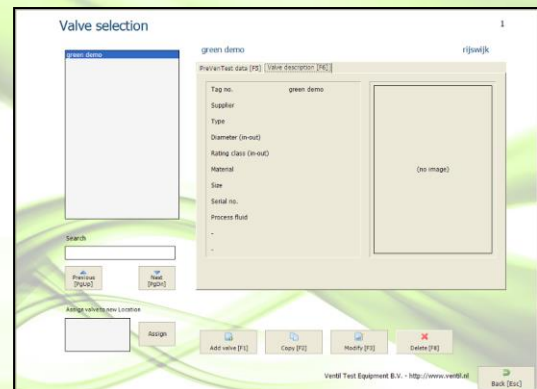 Valve selection
1
green demo
green demo
rijswijk
PreVenTest data [F5]
Valve description [F6]
Tag no. green demo
Supplier
Type
Diameter (in-out)
Rating class (in-out)
Material
(no image)
Size
Serial no.
Process fluid
-
-
Search
Previous
[PgUp]
Next
[PgDn]
Assign valve to new Location
Assign
Add valve [F1]
Copy [F2]
Modify [F3]
Delete [F8]
Ventil Test Equipment B.V. - http://www.ventil.nl
Back [Esc]